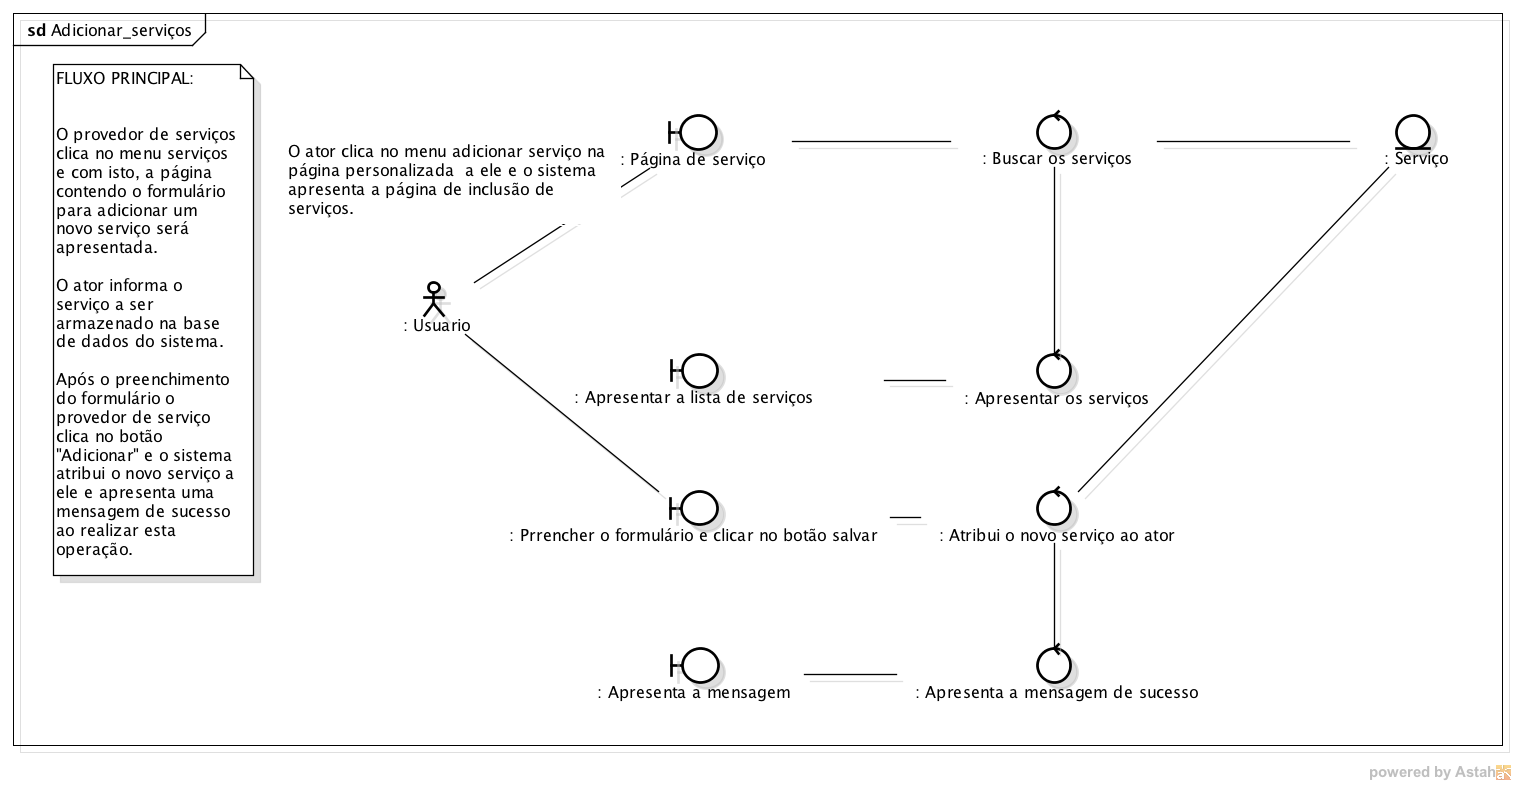 sd Adicionar_serviços
FLUXO PRINCIPAL:
O provedor de serviços
clica no menu serviços
e com isto, a página
contendo o formulário
para adicionar um
novo serviço será
apresentada.
O ator informa o
serviço a ser
armazenado na base
de dados do sistema.
Após o preenchimento
do formulário o
provedor de serviço
clica no botão
"Adicionar" e o sistema
atribui o novo serviço a
ele e apresenta uma
mensagem de sucesso
ao realizar esta
operação.
O ator clica no menu adicionar serviço na
página personalizada  a ele e o sistema
apresenta a página de inclusão de
serviços.
: Página de serviço
: Buscar os serviços
: Serviço
: Usuario
: Apresentar a lista de serviços
: Apresentar os serviços
: Prrencher o formulário e clicar no botão salvar
: Atribui o novo serviço ao ator
: Apresenta a mensagem
: Apresenta a mensagem de sucesso
powered by Astah